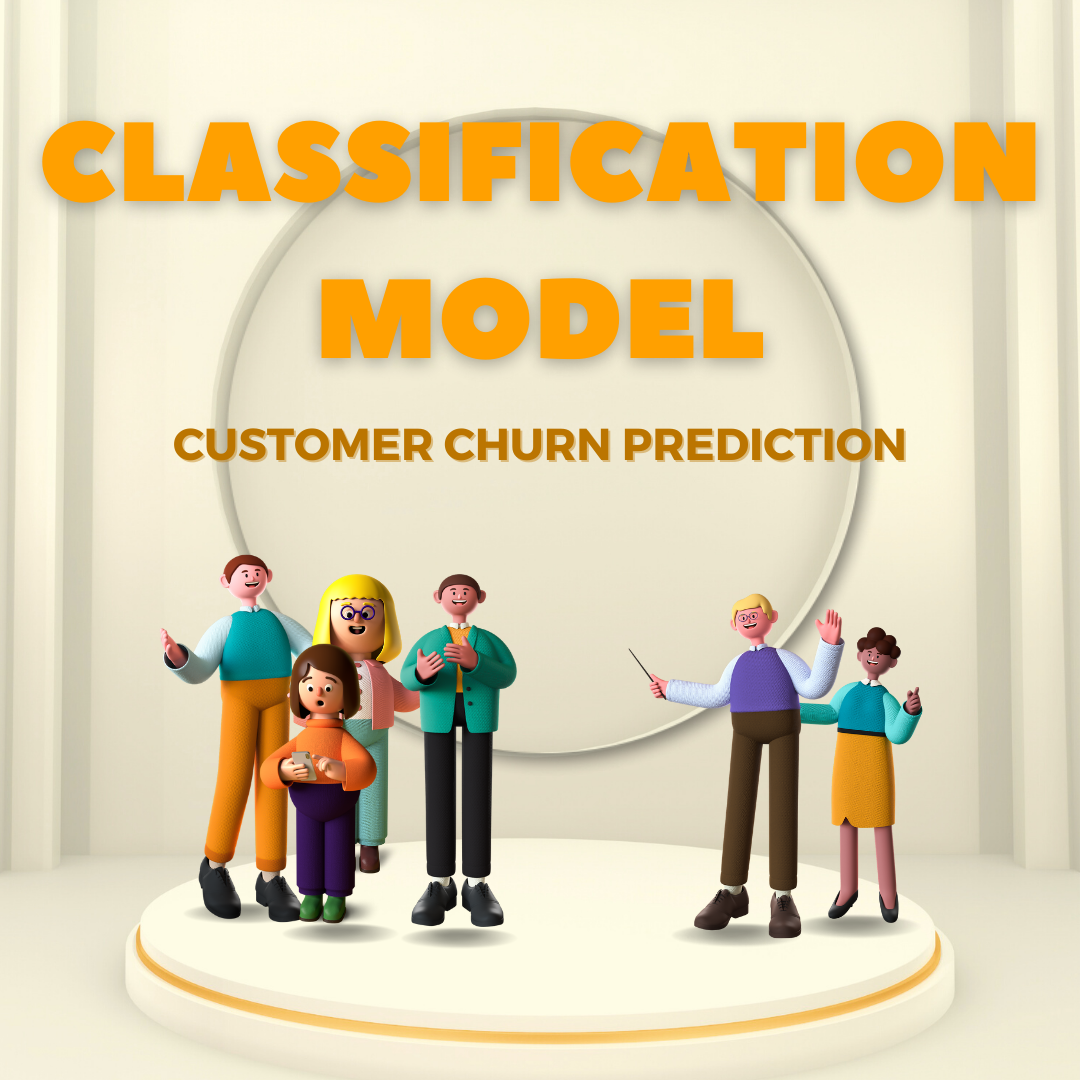 CLASSIFICATION
MODEL
CUSTOMER CHURN PREDICTION